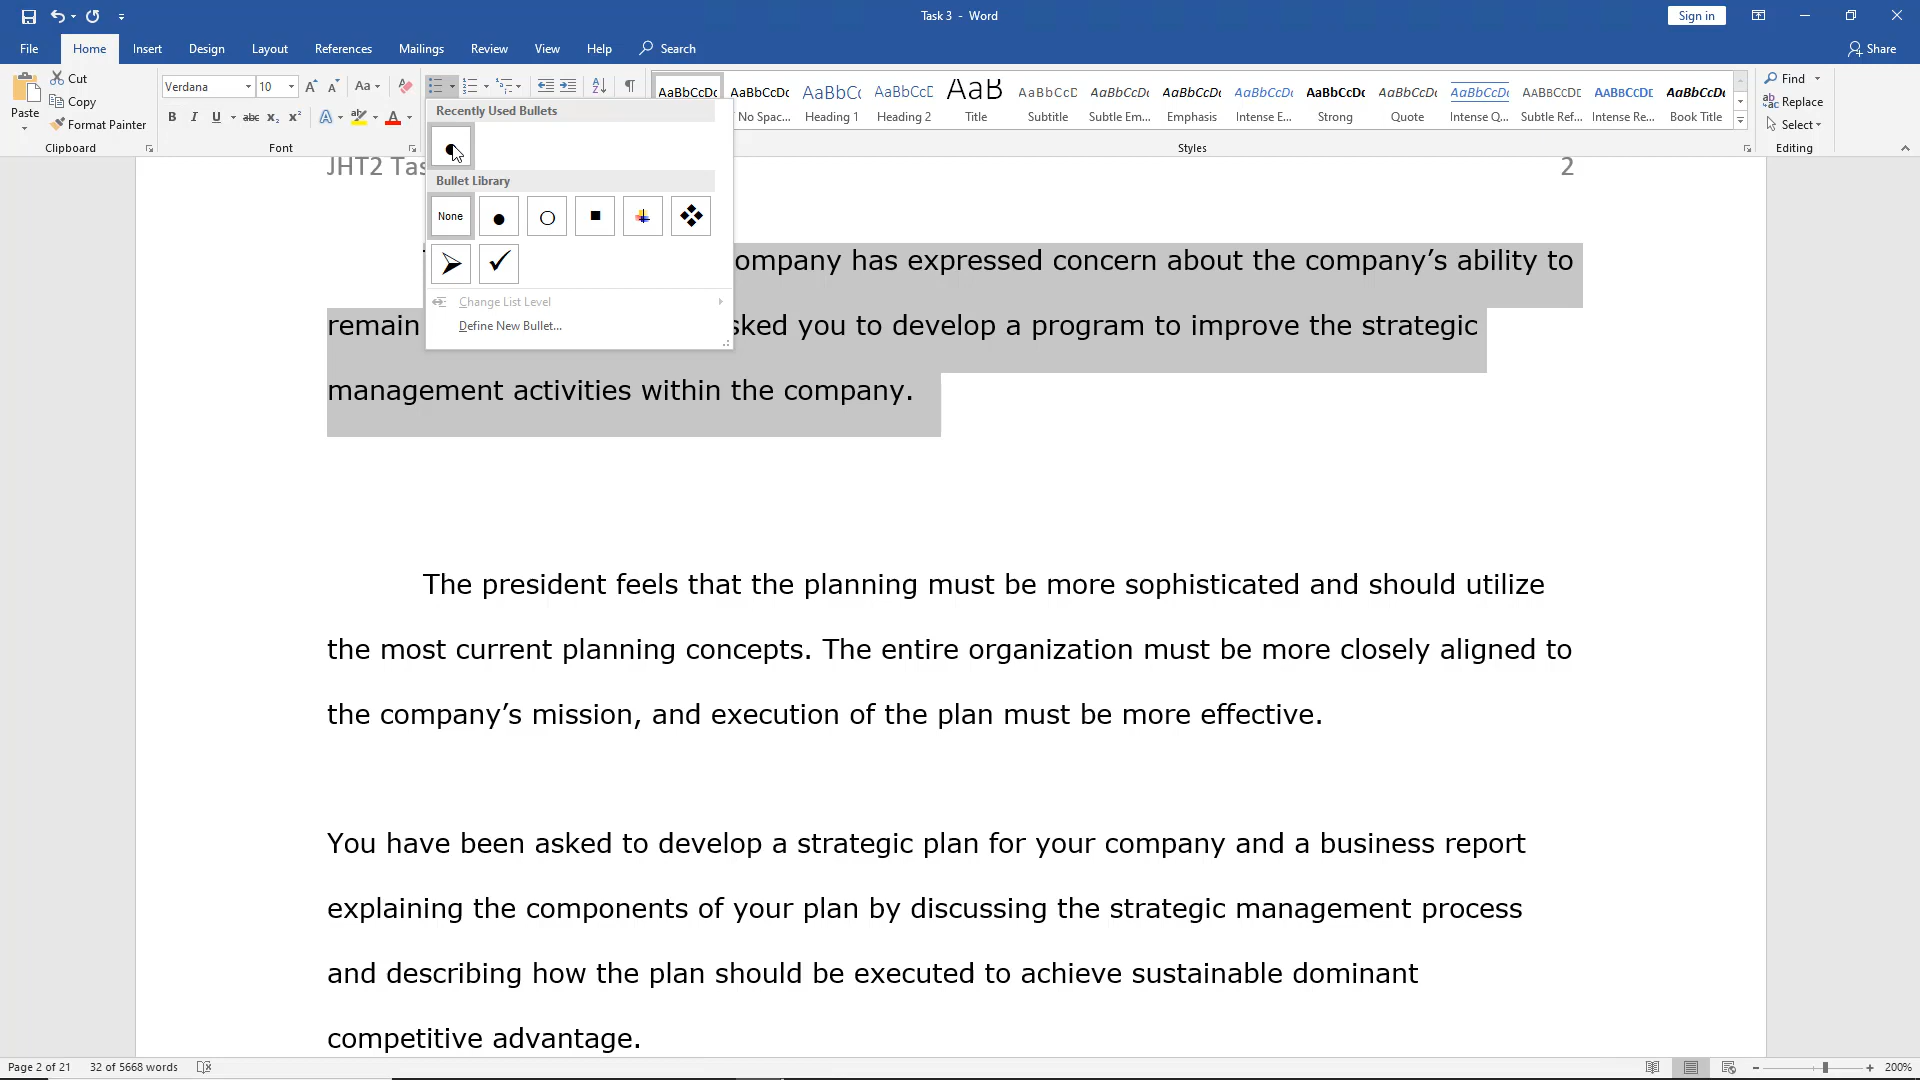 Task 3 - Word
Sign in
File
Home
Insert
Design
Layout
References
Mailings
Review
View
Help
Search
Share
Paste
Cut
Copy
Format Painter
Clipboard
Verdana
10
Aa
B I U abc x₂ x²
A
ab
A
Font
AaBbCcDc
AaBbCcDc
No Spac...
AaBbC
Heading 1
AaBbCcD
Heading 2
AaB
Title
AaBbCcD
Subtitle
AaBbCcDc
Subtle Em...
AaBbCcDc
Emphasis
AaBbCcDc
Intense E...
AaBbCcDc
Strong
AaBbCcDc
Quote
AaBbCcDc
Intense Q...
AABBCCDE
Subtle Ref...
AABBCCDE
Intense Re...
AaBbCcDc
Book Title
Styles
Find
Replace
Select
Editing
Recently Used Bullets
Bullet Library
None
Change List Level
Define New Bullet...
JHT2
2
ompany has expressed concern about the company’s ability to
remain sked you to develop a program to improve the strategic
management activities within the company.
The president feels that the planning must be more sophisticated and should utilize
the most current planning concepts. The entire organization must be more closely aligned to
the company’s mission, and execution of the plan must be more effective.
You have been asked to develop a strategic plan for your company and a business report
explaining the components of your plan by discussing the strategic management process
and describing how the plan should be executed to achieve sustainable dominant
competitive advantage.
Page 2 of 21
32 of 5668 words
200%